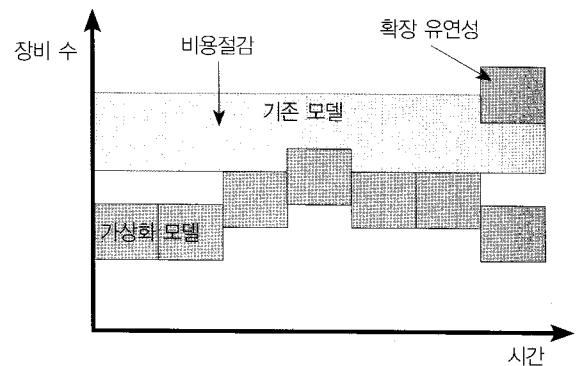 확장 유연성
장비 수
비용절감
기존 모델
가상화 모델
시간